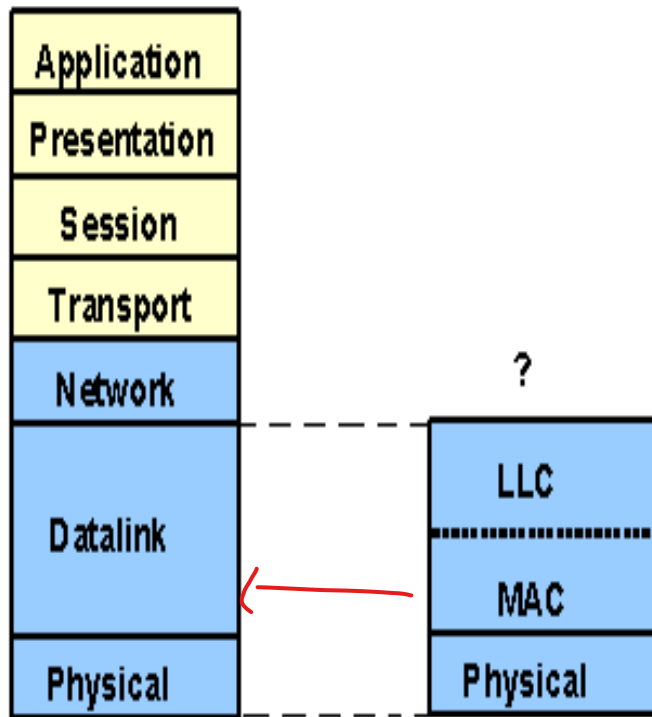 Application
Presentation
Session
Transport
Network
Datalink
Physical
?
LLC
MAC
Physical